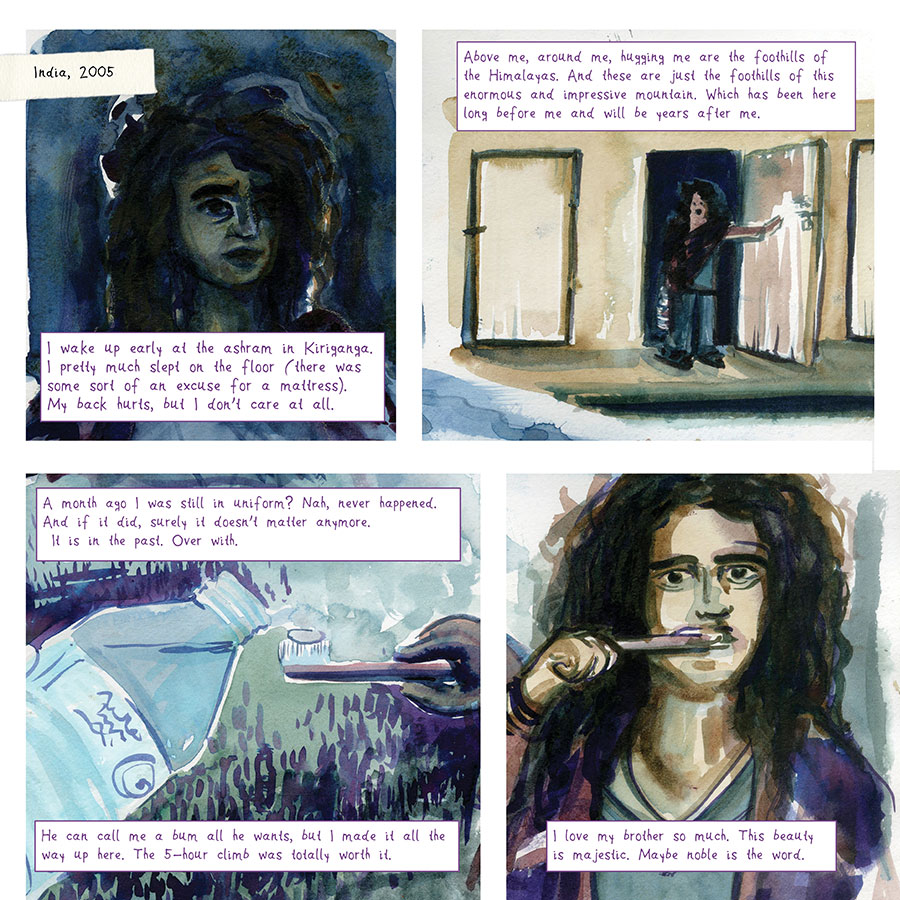 India, 2005
I wake up early at the ashram in Kiriganga.
I pretty much slept on the floor (there was
some sort of an excuse for a mattress).
My back hurts, but I don't care at all.
Above me, around me, hugging me are the foothills of
the Himalayas. And these are just the foothills of this
enormous and impressive mountain. Which has been here
long before me and will be years after me.
A month ago I was still in uniform? Nah, never happened.
And if it did, surely it doesn't matter anymore.
It is in the past. Over with.
He can call me a bum all he wants, but I made it all the
way up here. The 5-hour climb was totally worth it.
I love my brother so much. This beauty
is majestic. Maybe noble is the word.